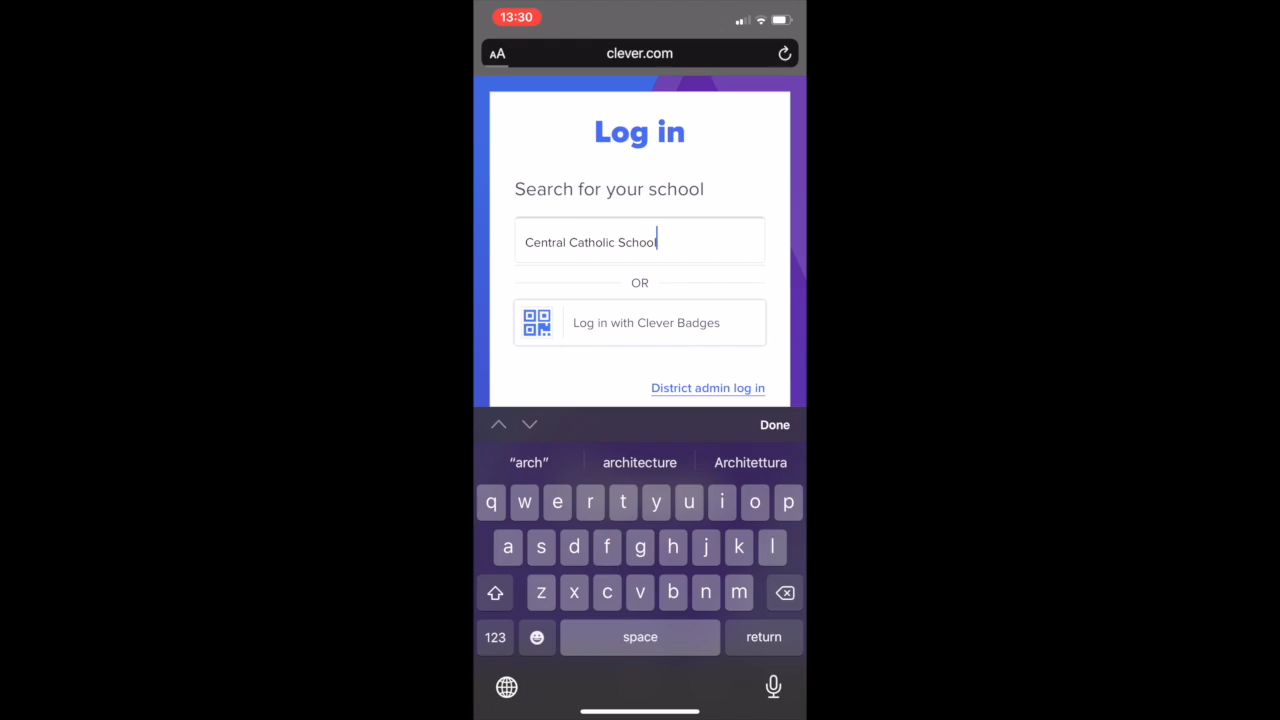 13:30
AA clever.com
Log in
Search for your school
Central Catholic School
OR
Log in with Clever Badges
District admin log in
Done
“arch” architecture Architettura
q w e r t y u i o p
a s d f g h j k l
z x c v b n m
123 space return